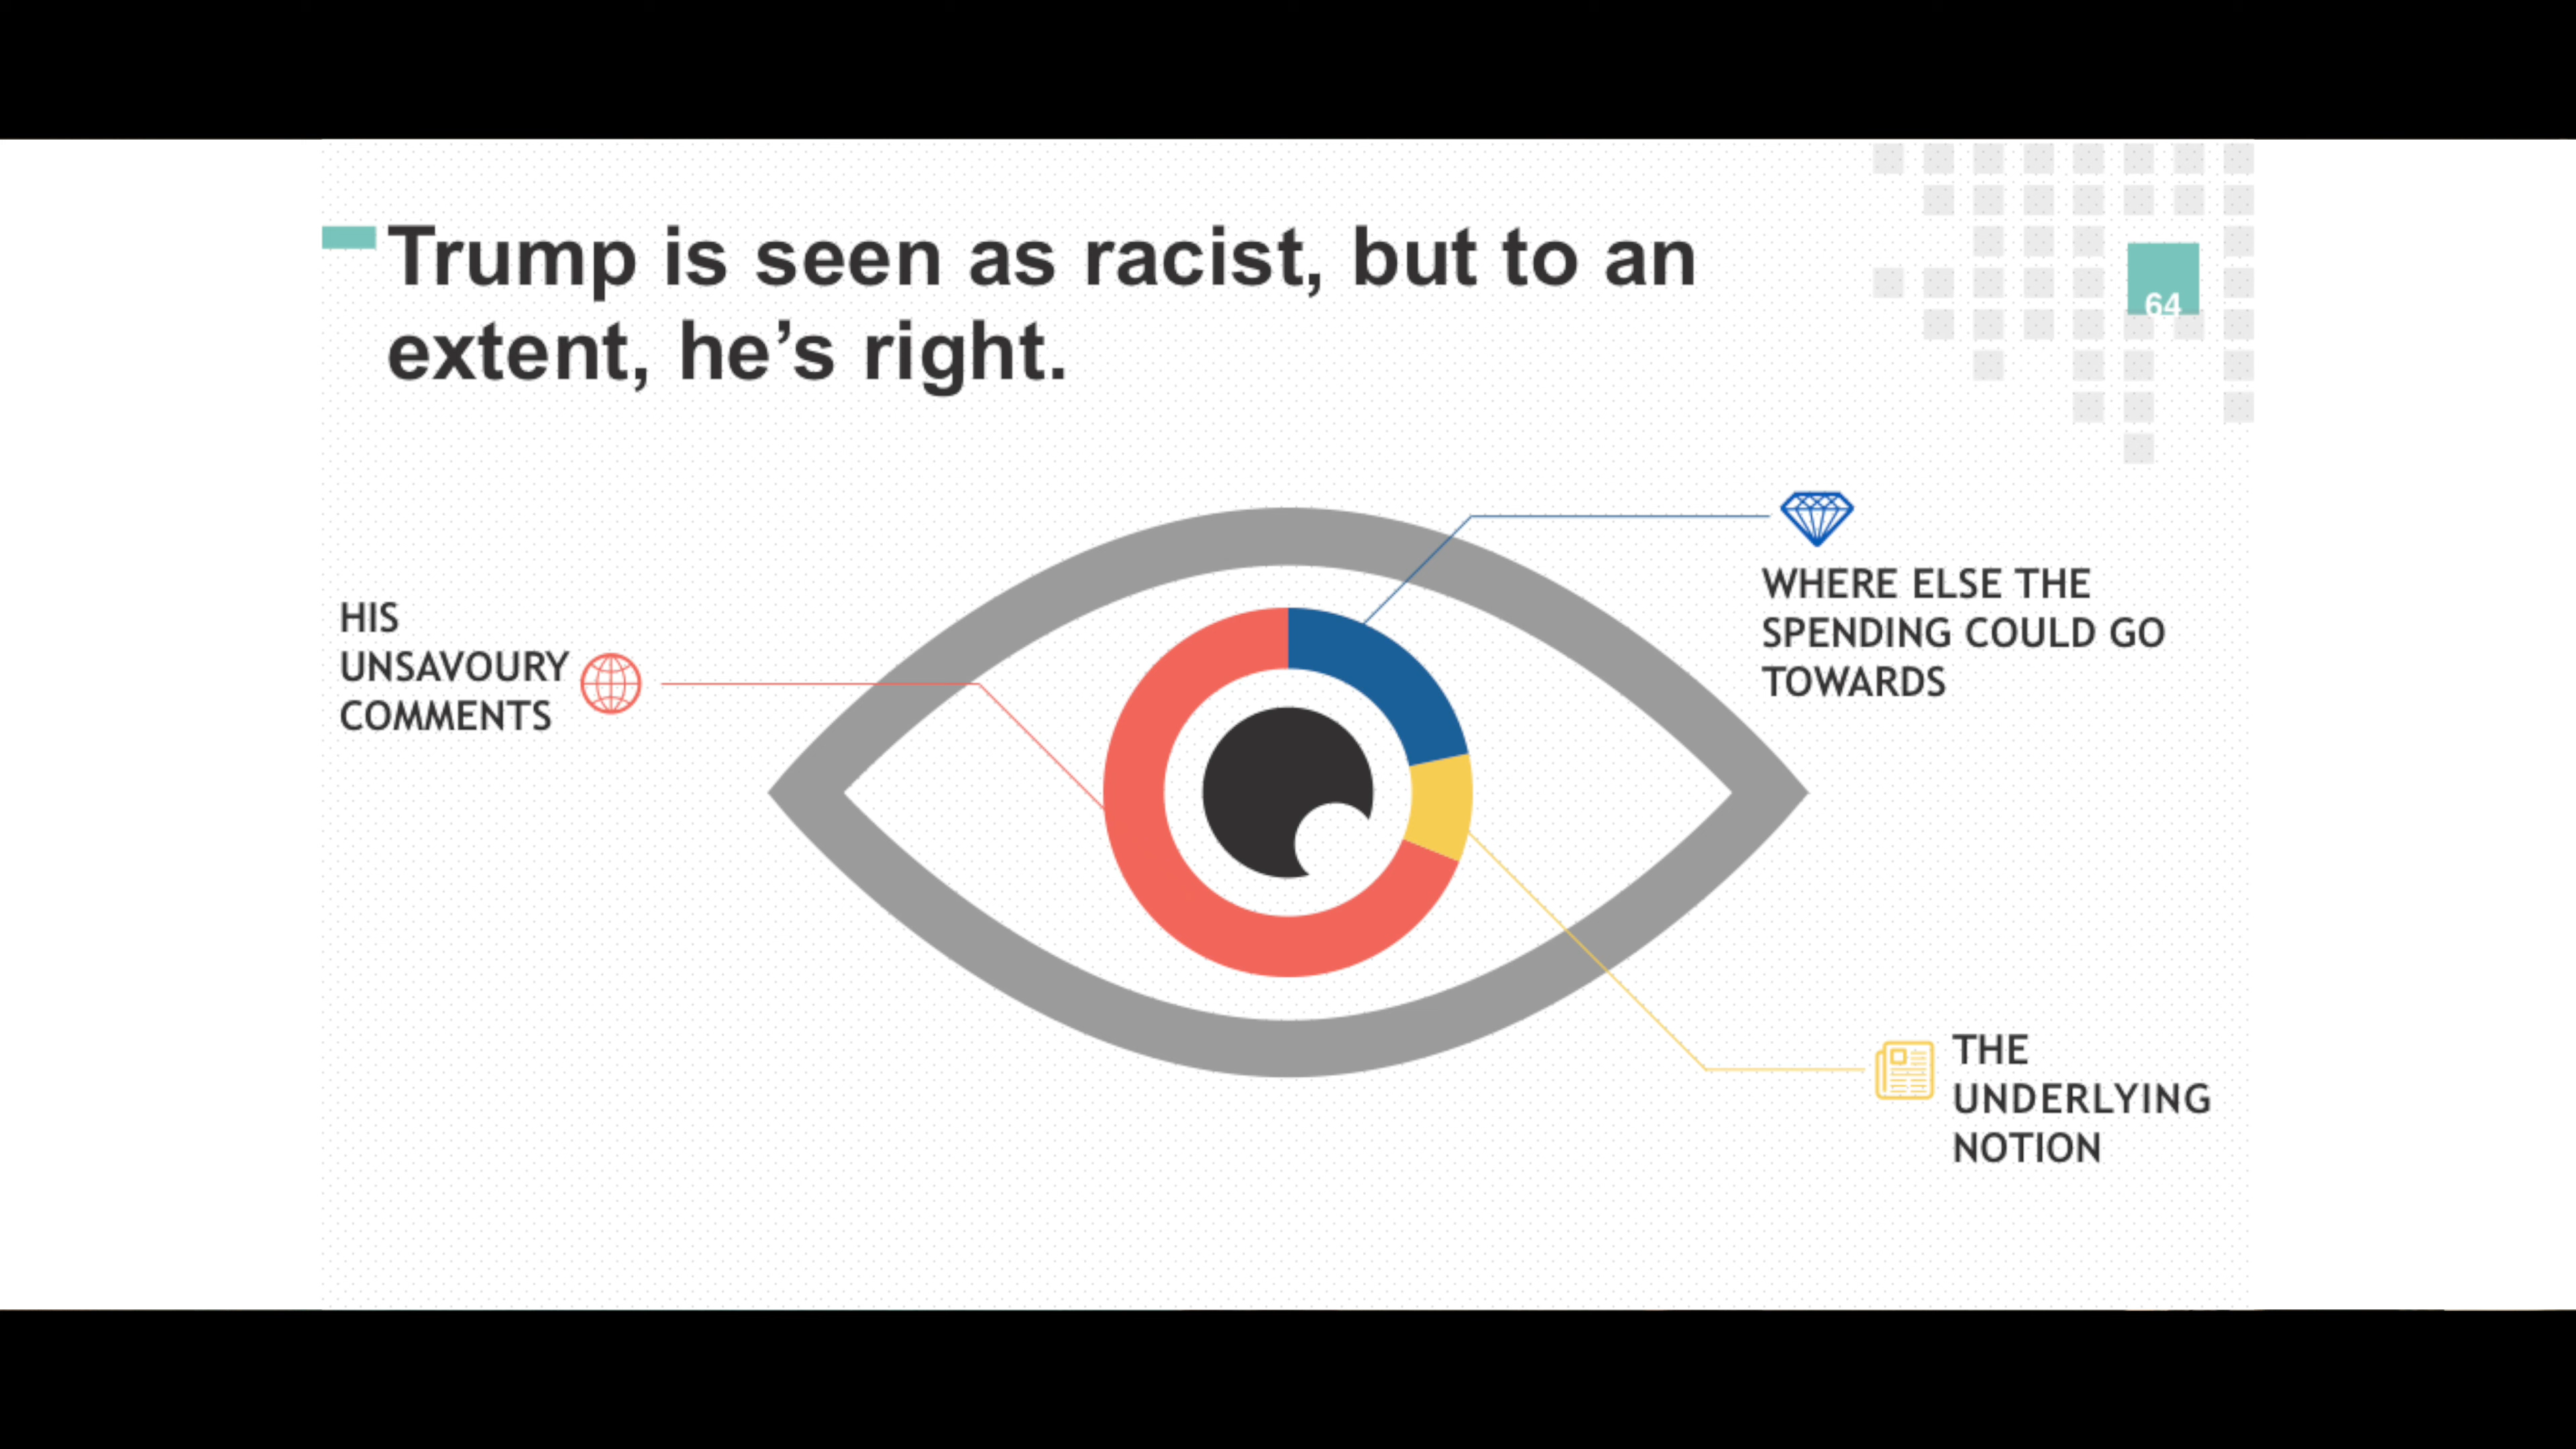 Trump is seen as racist, but to an
extent, he’s right.
64
HIS
UNSAVOURY
COMMENTS
WHERE ELSE THE
SPENDING COULD GO
TOWARDS
THE
UNDERLYING
NOTION